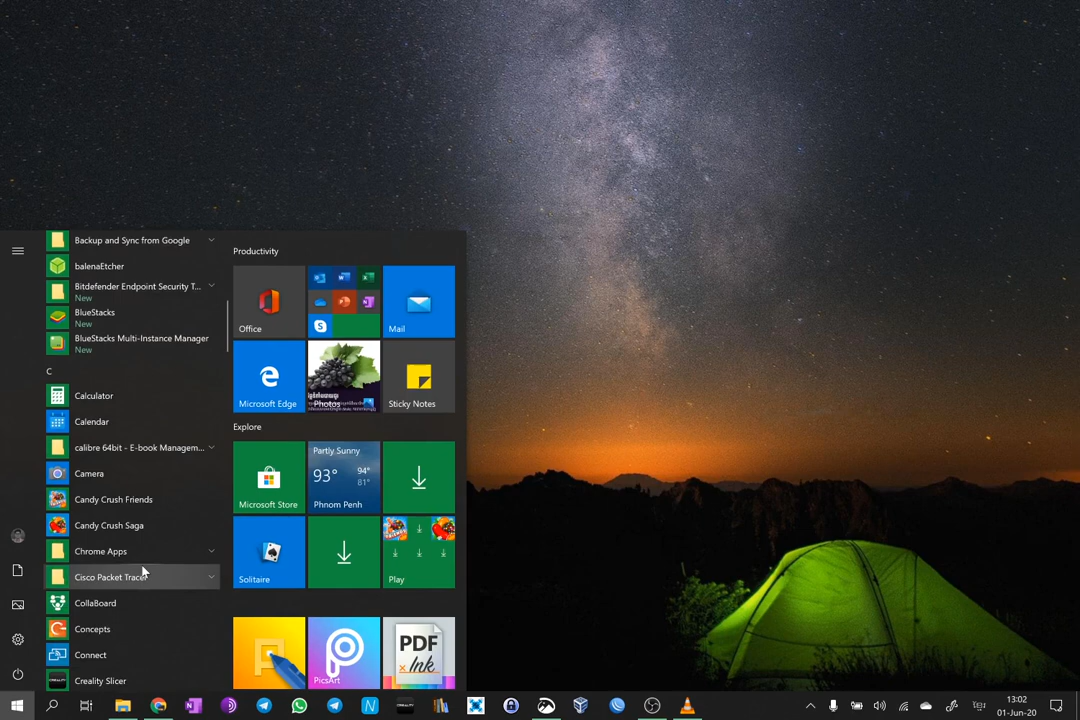 Backup and Sync from Google
balenaEtcher
Bitdefender Endpoint Security T...
New
BlueStacks
New
BlueStacks Multi-Instance Manager
New
C
Calculator
Calendar
calibre 64bit - E-book Managem...
Camera
Candy Crush Friends
Candy Crush Saga
Chrome Apps
Cisco Packet Tracer
CollaBoard
Concepts
Connect
Creality Slicer
Productivity
Office
Mail
Microsoft Edge
Photos
Sticky Notes
Explore
Microsoft Store
Partly Sunny
93°
94°
81°
Phnom Penh
Solitaire
Play
PicsArt
PDF
Ink
13:02
01-Jun-20